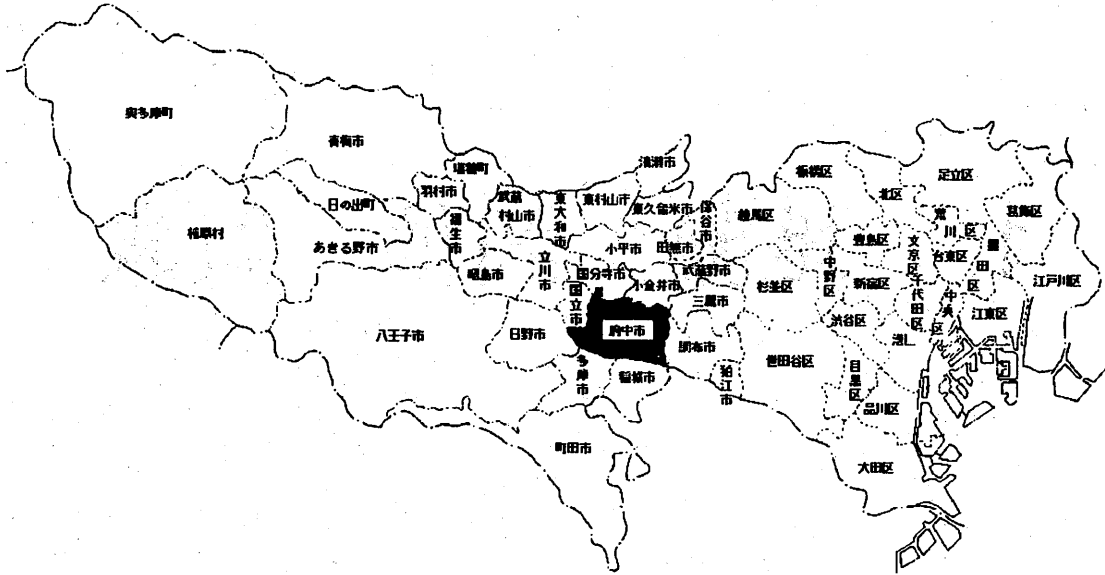 奥多摩町
青梅市
瑞穂町
清瀬市
羽村市
武蔵
村山市
東大和市
東村山市
東久留米市
保谷市
練馬区
板橋区
北区
足立区
葛飾区
日の出町
福生市
檜原村
あきる野市
昭島市
立川市
小平市
田無市
国分寺市
小金井市
武蔵野市
国立市
三鷹市
杉並区
中野区
豊島区
文京区
荒川区
台東区
墨田区
江戸川区
新宿区
千代田区
中央区
江東区
渋谷区
港区
八王子市
日野市
府中市
調布市
世田谷区
目黒区
多摩市
稲城市
狛江市
品川区
町田市
大田区